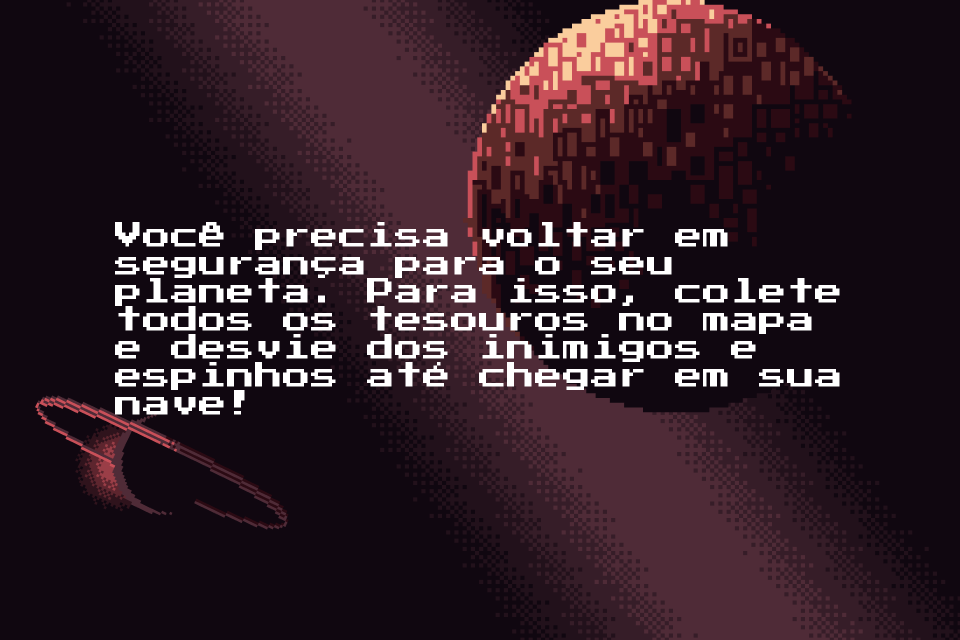 Você precisa voltar em
segurança para o seu
planeta. Para isso, colete
todos os tesouros no mapa
e desvie dos inimigos e
espinhos até chegar em sua
nave!